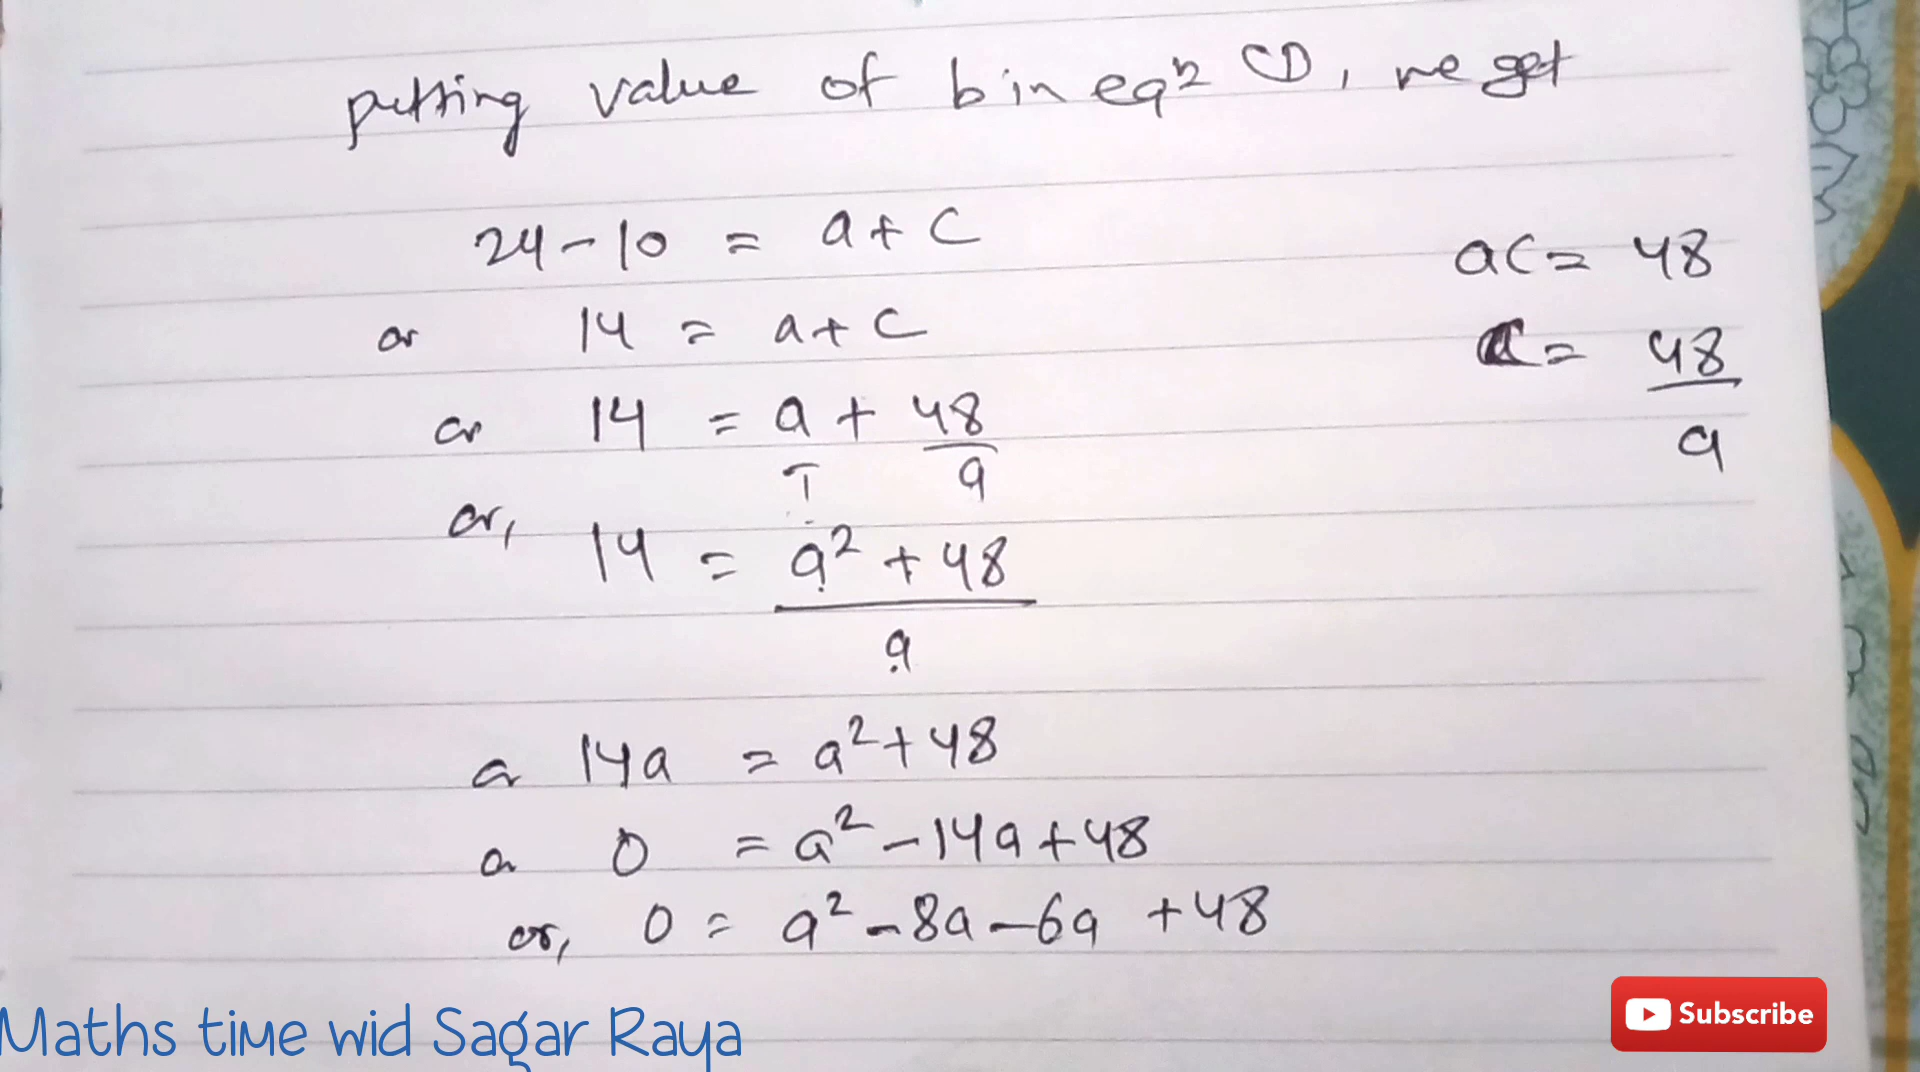 putting value of b in eqn (1), we get
24 - 10 = a + c
ac = 48
or 14 = a + c
c = 48/a
or 14 = a/1 + 48/a
or, 14 = a² + 48 / a
or 14a = a² + 48
or 0 = a² - 14a + 48
or, 0 = a² - 8a - 6a + 48
Maths time wid Sagar Raya
Subscribe